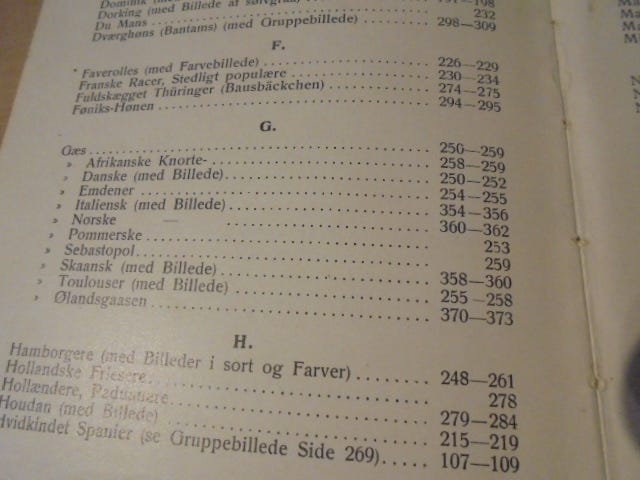 Dorking (med Billede af sølvgraa) 198
Du Mans 232
Dværghøns (Bantams) (med Gruppebillede) 298—309
F.
Faverolles (med Farvebillede) 226—229
Franske Racer, Stedligt populære 230—234
Fuldskægget Thüringer (Bausbäckchen) 274—275
Føniks-Hønen 294—295
G.
Gæs 250—259
» Afrikanske Knorte- 258—259
» Danske (med Billede) 250—252
» Emdener 254—255
» Italiensk (med Billede) 354—356
» Norske — 360—362
» Pommerske 253
» Sebastopol 259
» Skaansk (med Billede) 358—360
» Toulouser (med Billede) 255—258
» Ølandsgaasen 370—373
H.
Hamborgere (med Billeder i sort og Farver) 248—261
Hollandske Friesere 278
Hollændere, Paduanere 279—284
Houdan (med Billede) 215—219
Hvidkindet Spanier (se Gruppebillede Side 269) 107—109